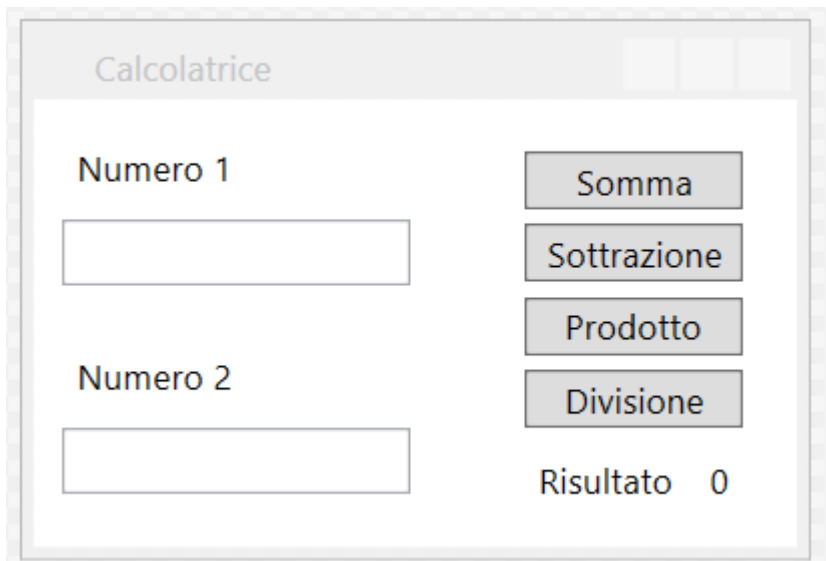 Calcolatrice
Numero 1
Somma
Sottrazione
Prodotto
Numero 2
Divisione
Risultato 0